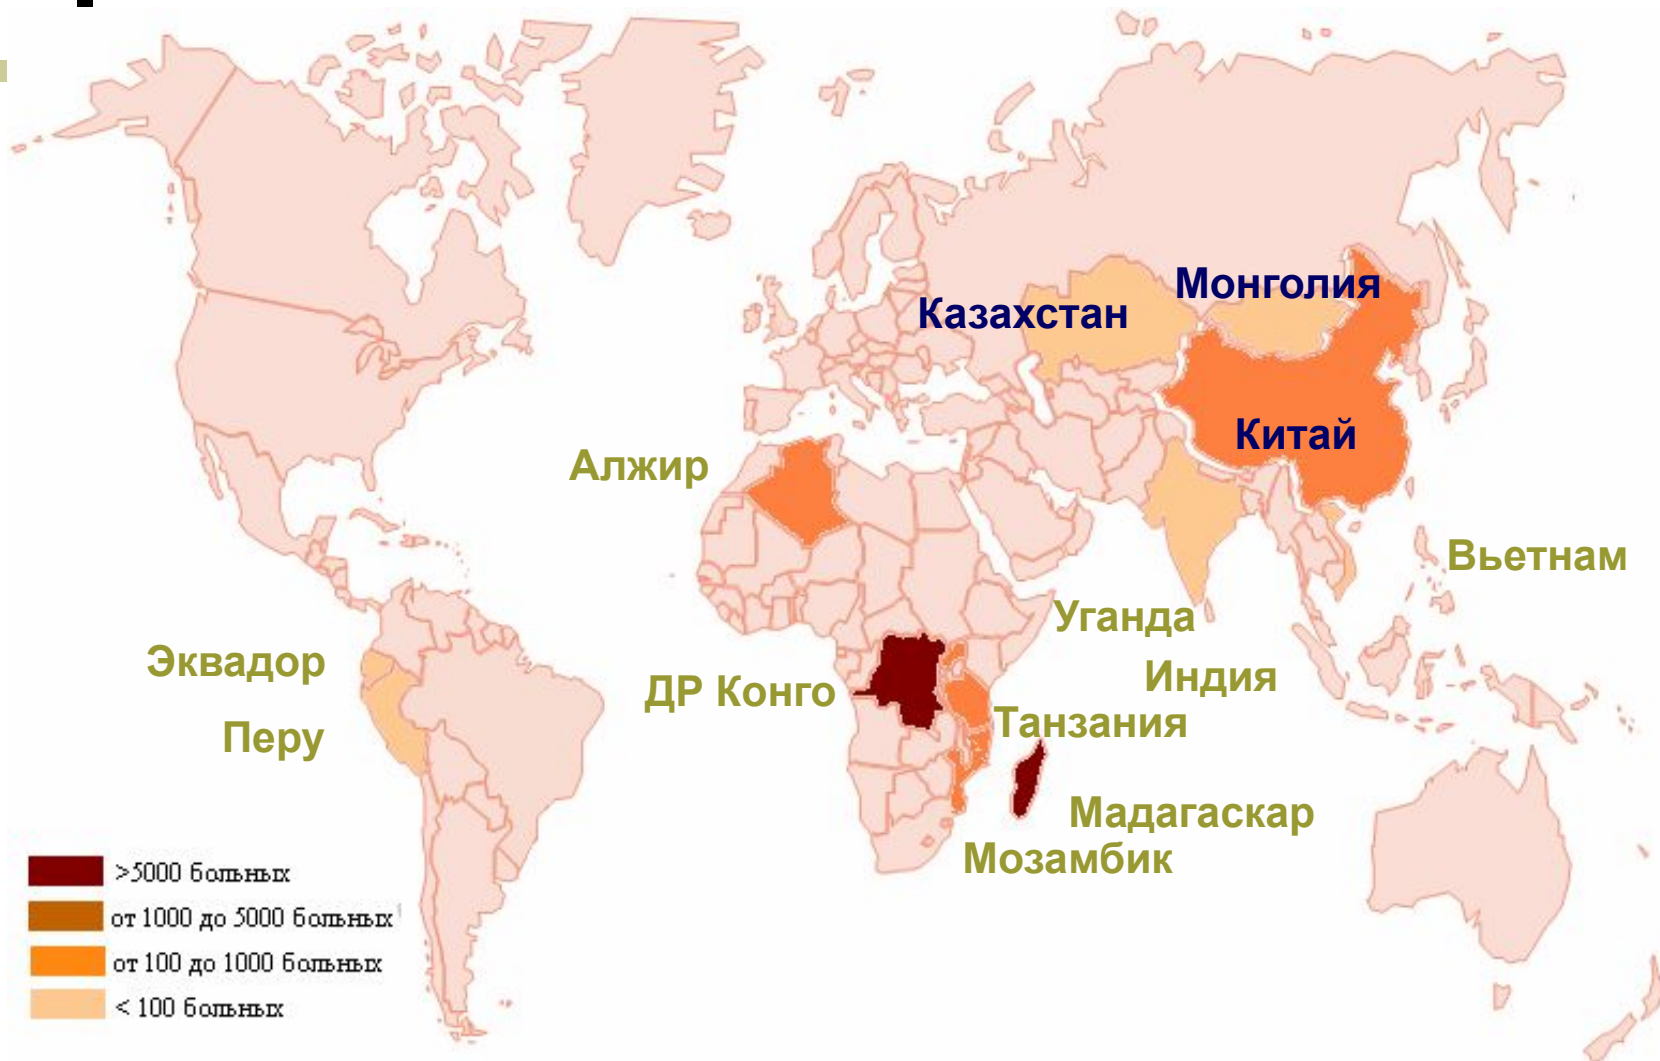 Монголия
Казахстан
Китай
Алжир
Вьетнам
Уганда
Эквадор
Индия
ДР Конго
Танзания
Перу
Мадагаскар
Мозамбик
>5000 больных
от 1000 до 5000 больных
от 100 до 1000 больных
< 100 больных